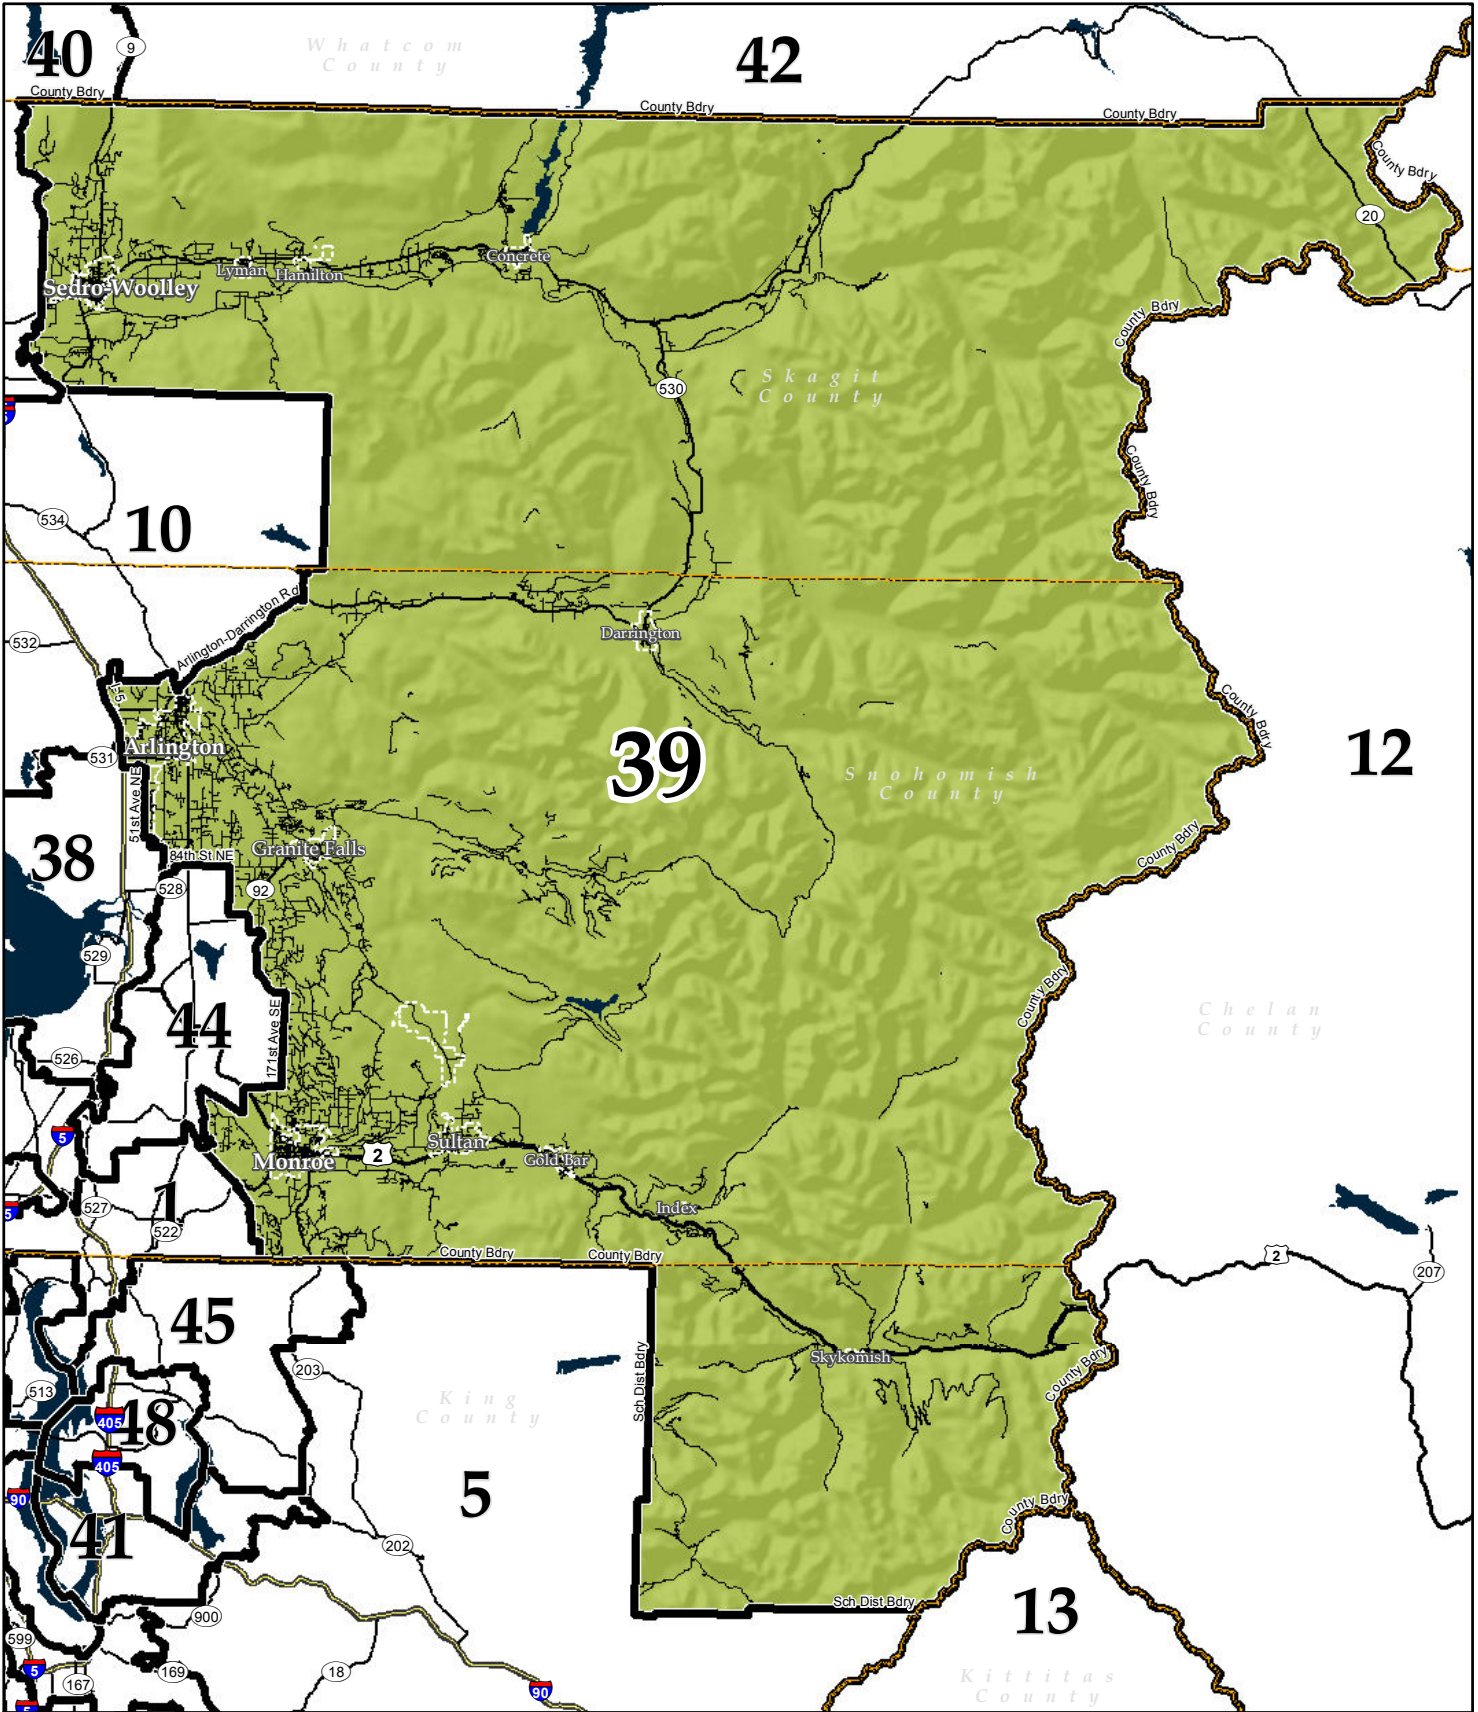 40
9
Whatcom
County
42
County Bdry
County Bdry
County Bdry
County Bdry
20
Lyman
Hamilton
Concrete
Sedro-Woolley
County Bdry
530
Skagit
County
County Bdry
5
534
10
532
Arlington-Darrington Rd
Darrington
I-5
County Bdry
531
Arlington
39
12
Snohomish
County
51st Ave NE
38
84th St NE
Granite Falls
County Bdry
528
92
529
County Bdry
44
Chelan
County
171st Ave SE
526
5
Monroe
2
Sultan
Gold Bar
5
527
1
522
Index
County Bdry
County Bdry
2
207
45
203
Sch Dist Bdry
Skykomish
County Bdry
513
King
County
405
48
405
90
5
County Bdry
41
202
900
Sch Dist Bdry
13
599
5
167
169
18
90
Kittitas
County
5